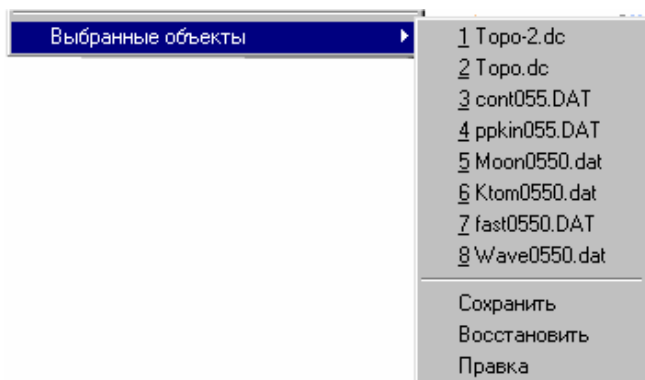 Выбранные объекты
1 Topo-2.dc
2 Topo.dc
3 cont055.DAT
4 ppkin055.DAT
5 Moon0550.dat
6 Ktom0550.dat
7 fast0550.DAT
8 Wave0550.dat
Сохранить
Восстановить
Правка